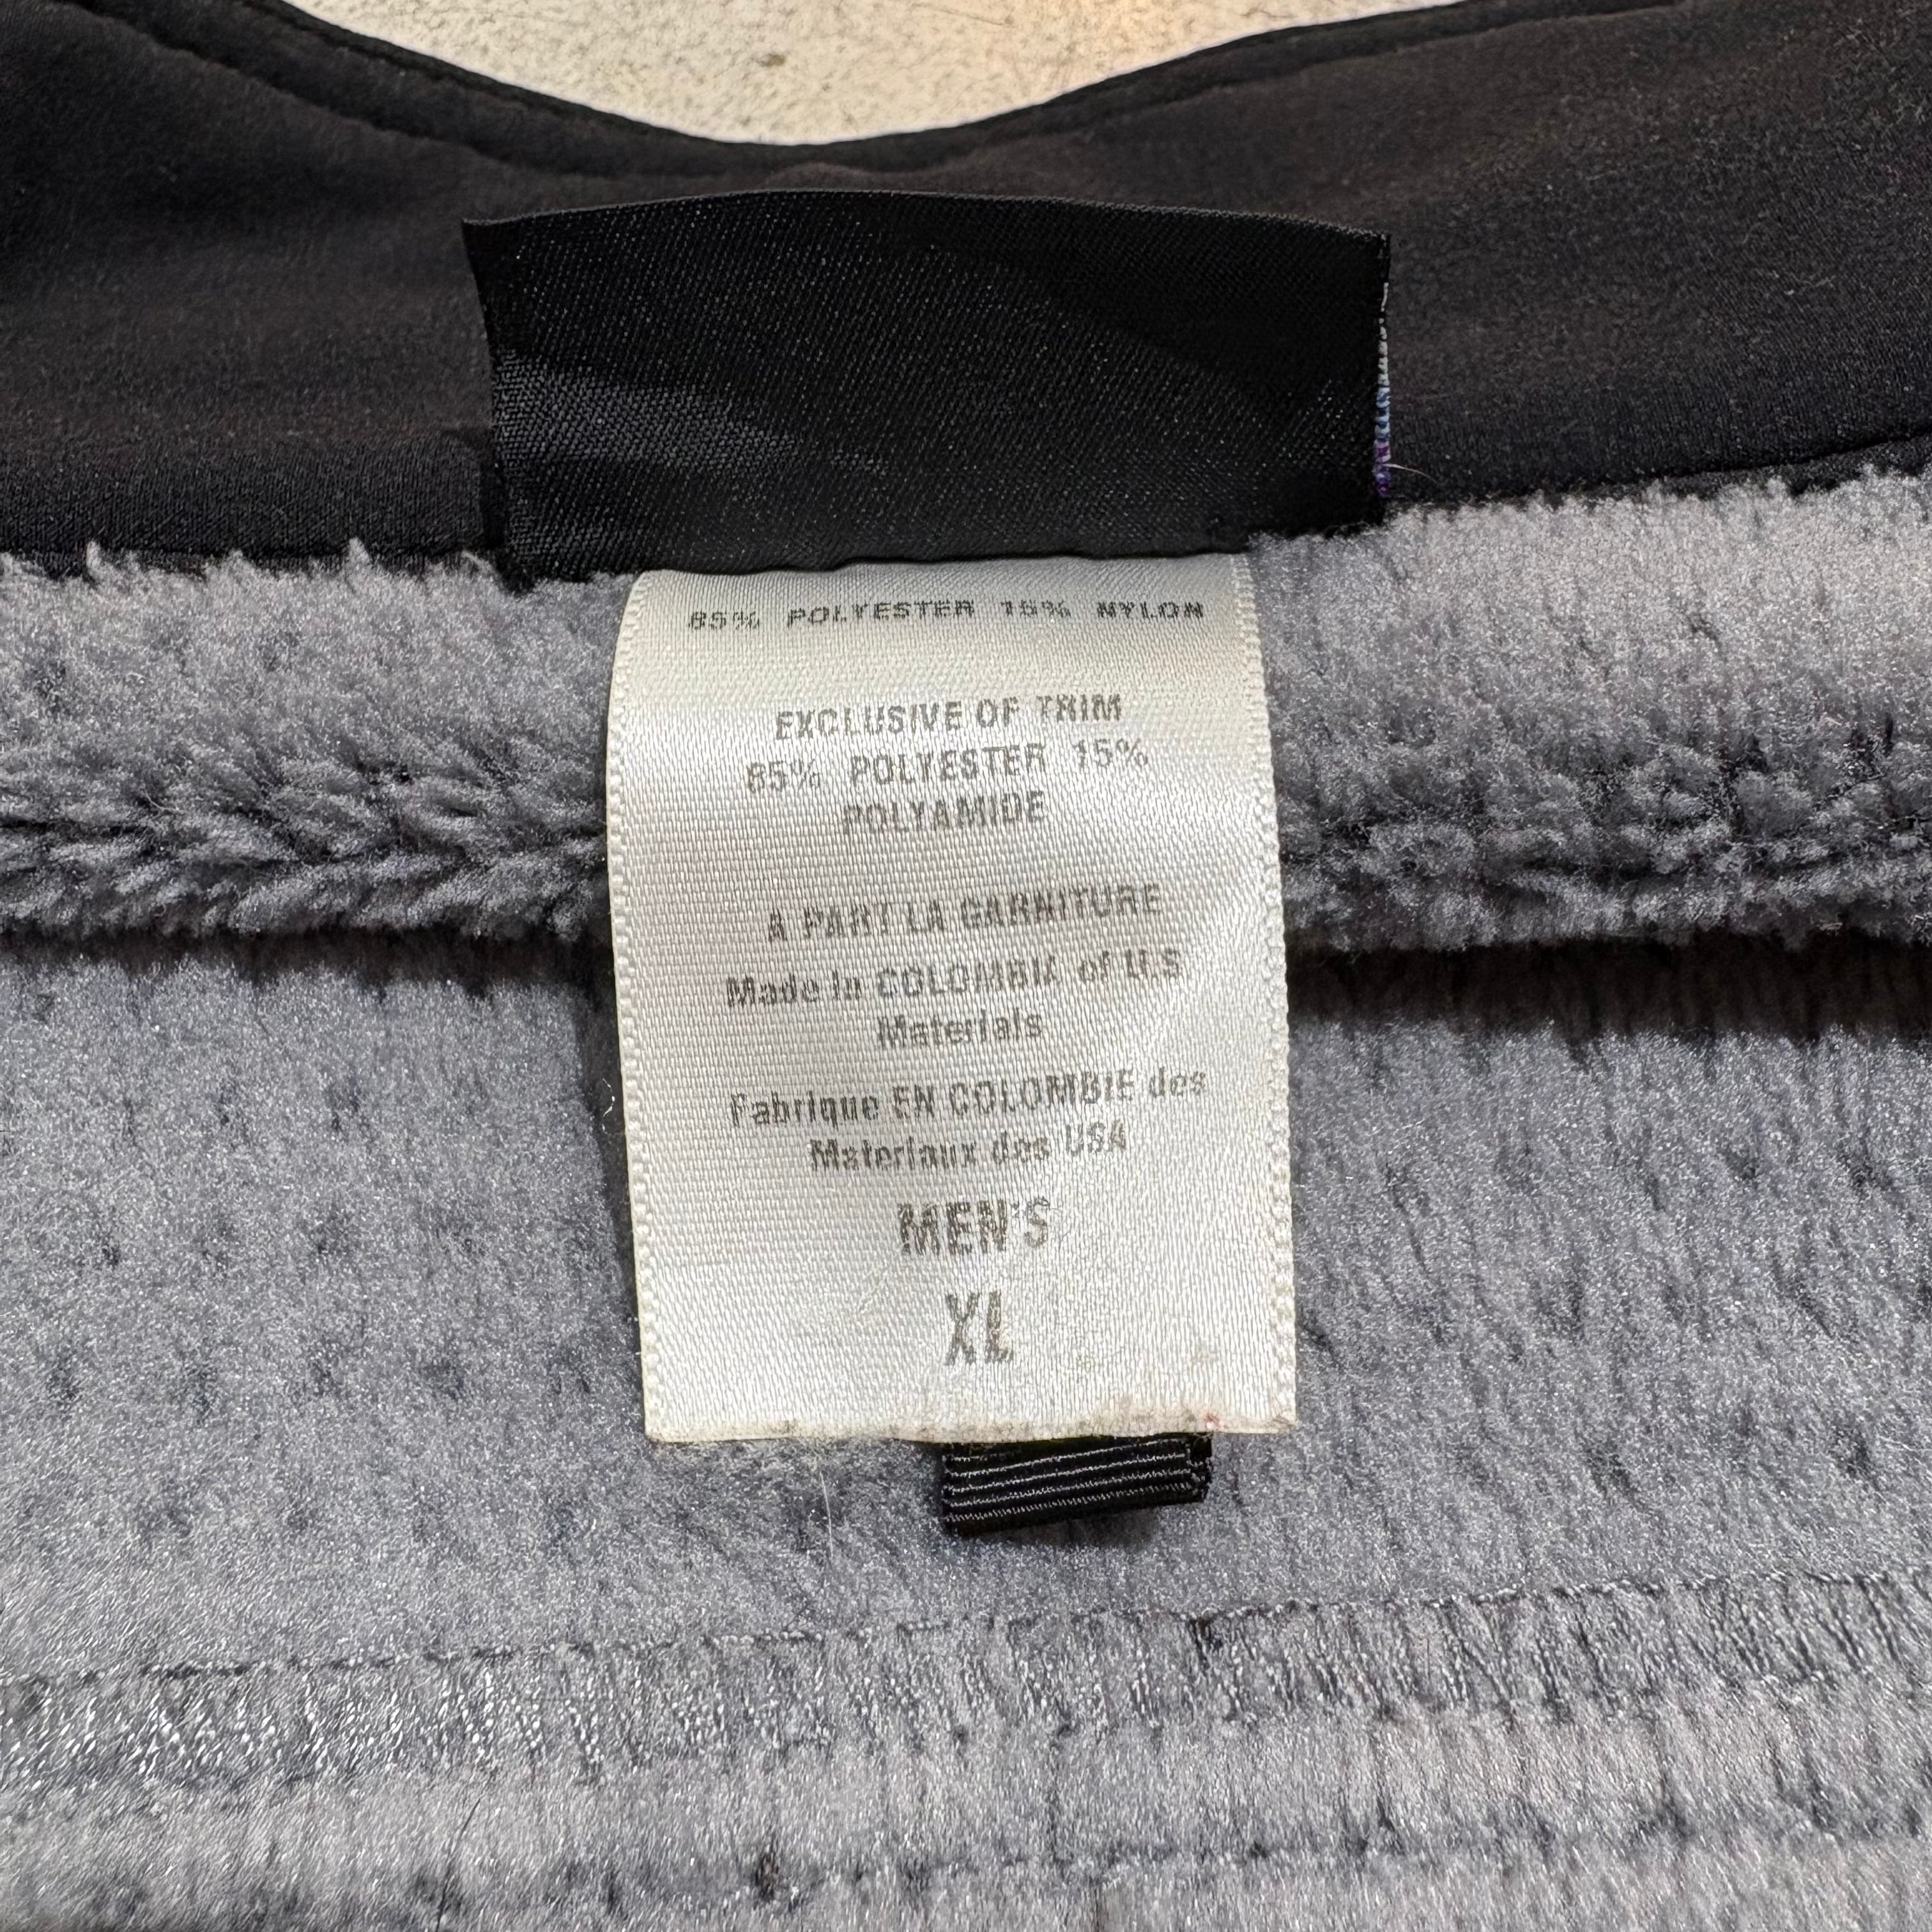 85% POLYESTER 15% NYLON
EXCLUSIVE OF TRIM
85% POLYESTER 15%
POLYAMIDE
A PART LA GARNITURE
Made in COLOMBIA of U.S
Materials
Fabrique EN COLOMBIE des
Materiaux des USA
MEN'S
XL